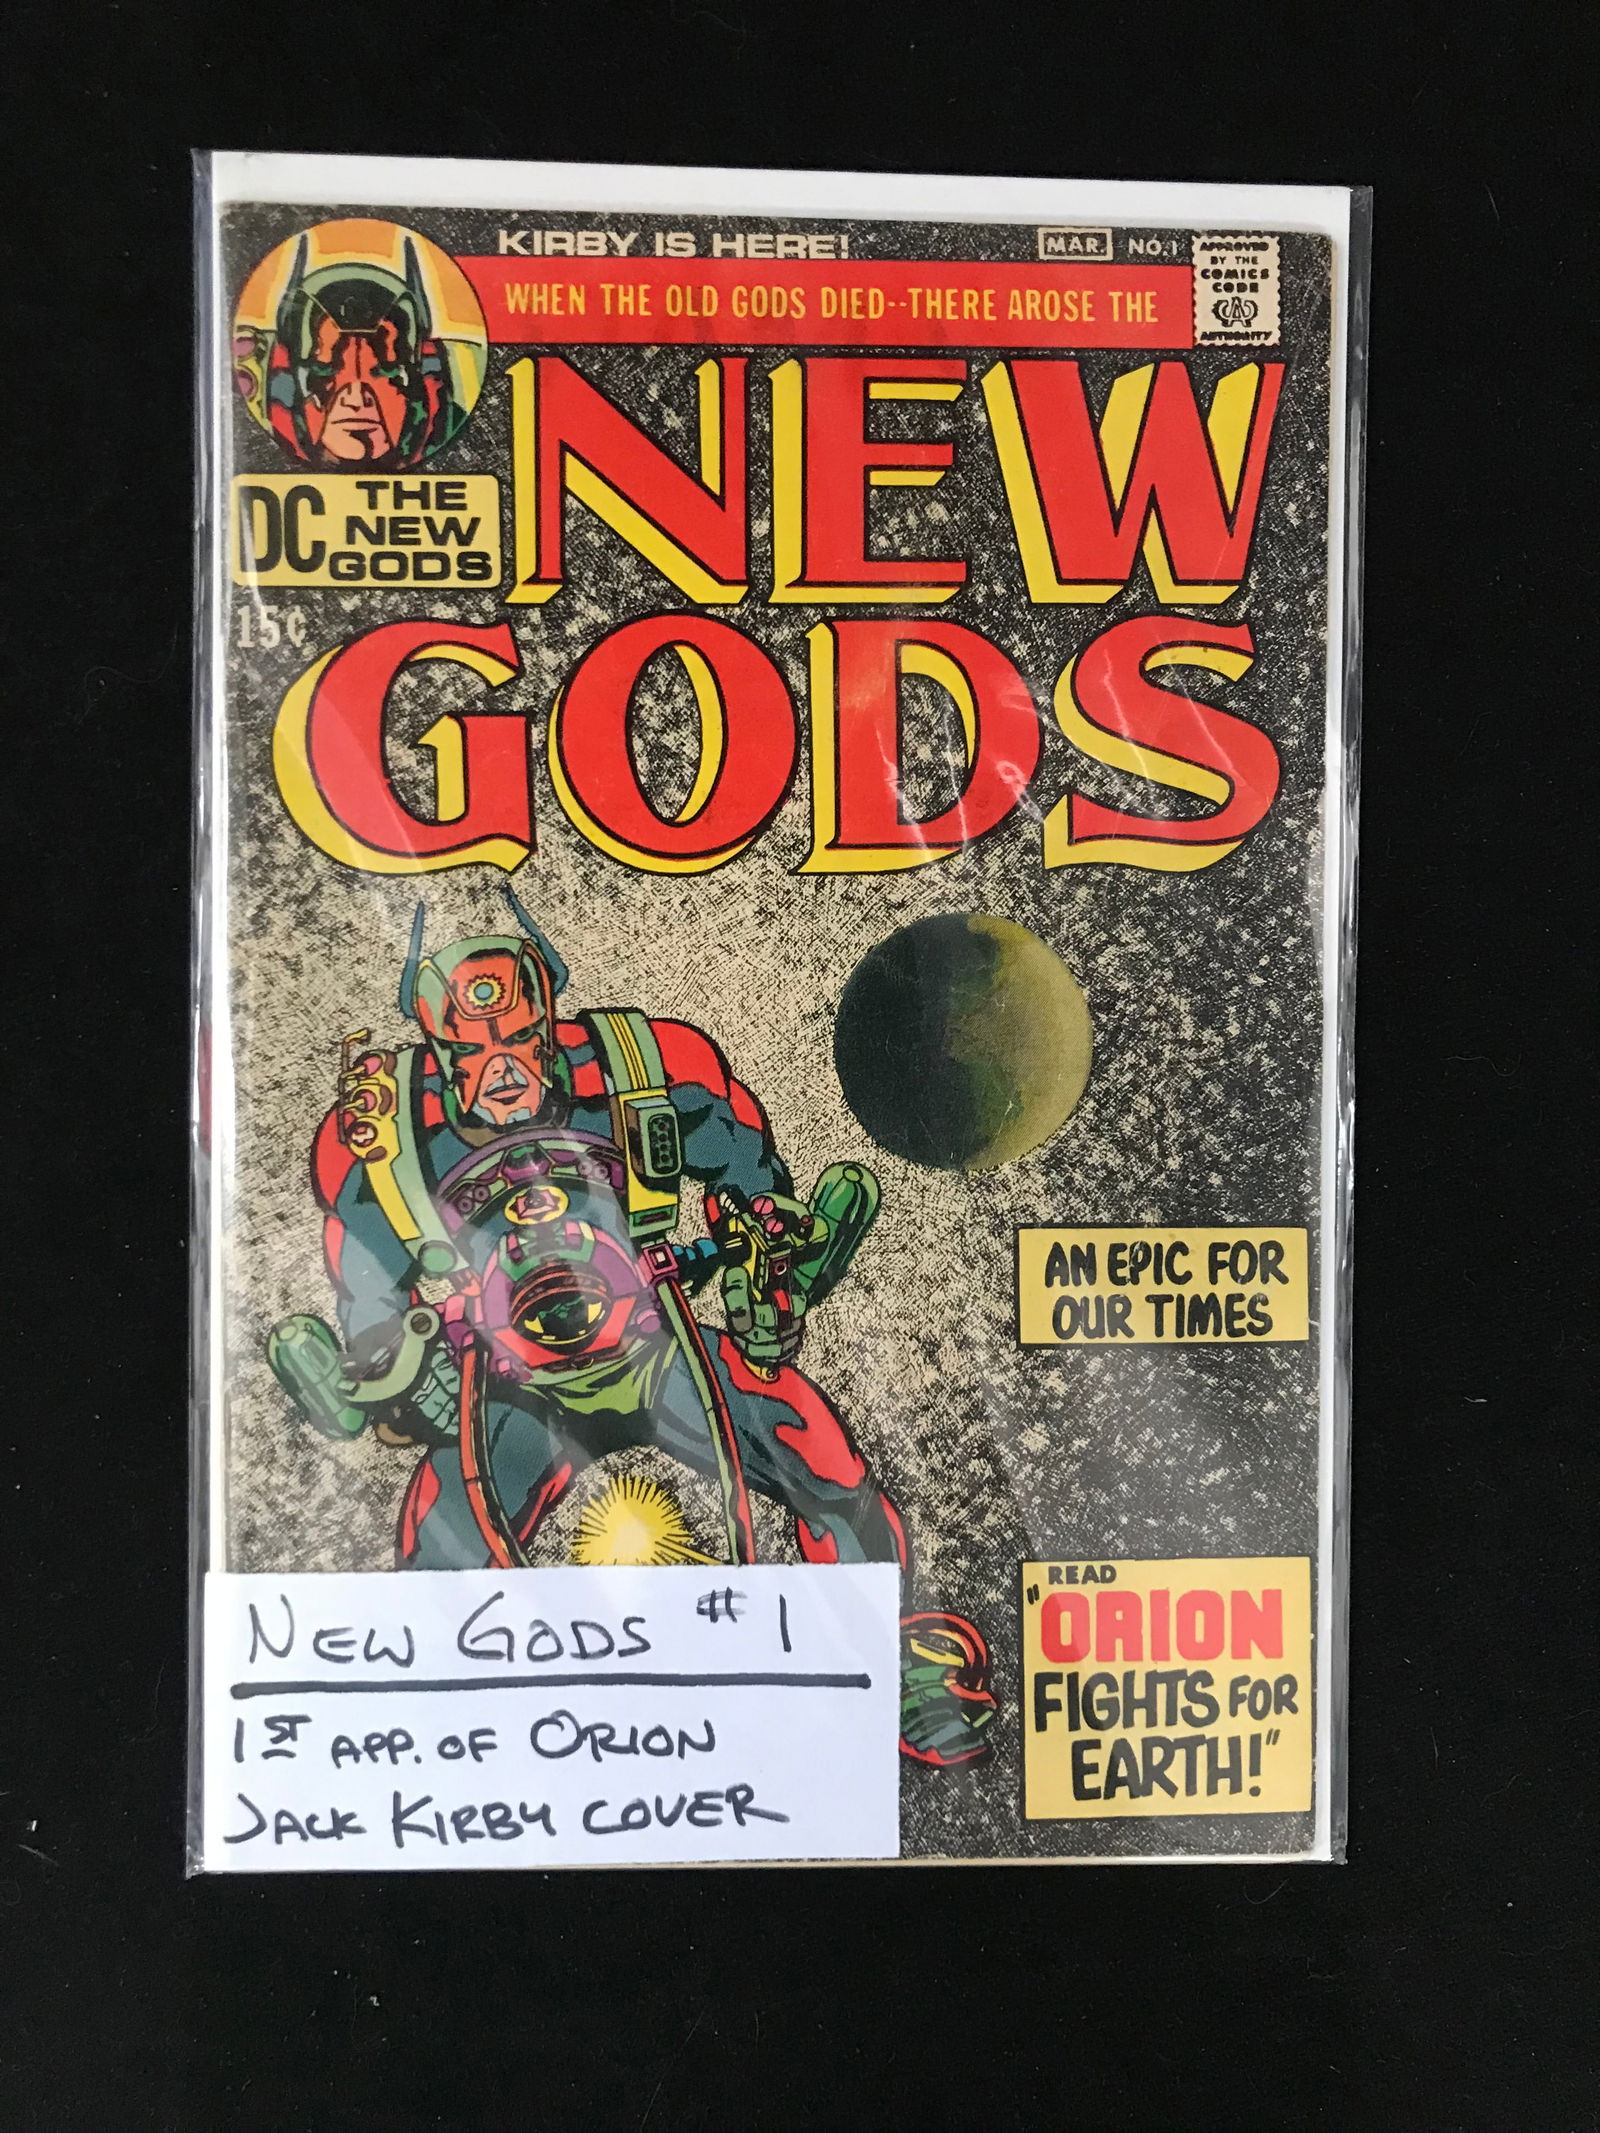 KIRBY IS HERE!
MAR. NO.1
APPROVED
BY THE
COMICS
CODE
CA
AUTHORITY
WHEN THE OLD GODS DIED--THERE AROSE THE
NEW
GODS
DC THE
NEW
GODS
15¢
AN EPIC FOR
OUR TIMES
READ
"ORION
FIGHTS FOR
EARTH!"
NEW GODS #1
1ST APP. OF ORION
JACK KIRBY COVER